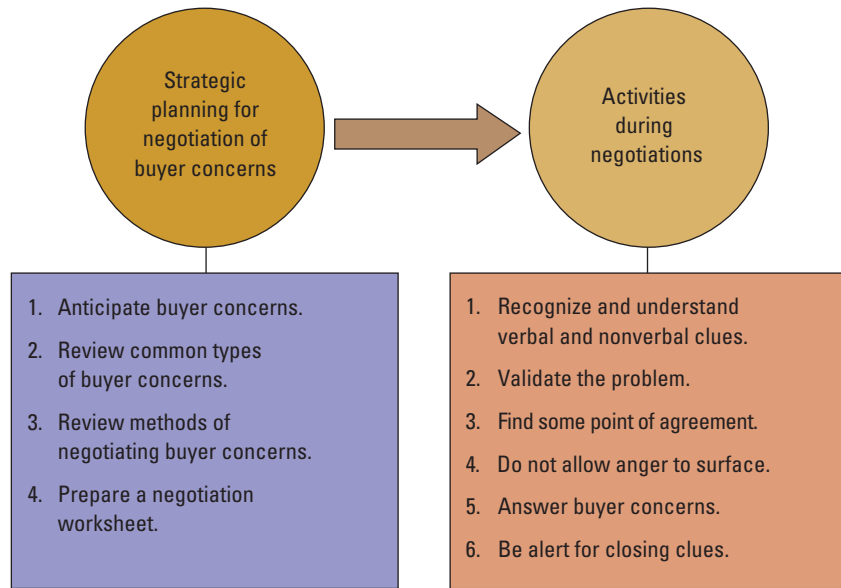 Strategic
planning for
negotiation of
buyer concerns
Activities
during
negotiations
1. Anticipate buyer concerns.
2. Review common types
of buyer concerns.
3. Review methods of
negotiating buyer concerns.
4. Prepare a negotiation
worksheet.
1. Recognize and understand
verbal and nonverbal clues.
2. Validate the problem.
3. Find some point of agreement.
4. Do not allow anger to surface.
5. Answer buyer concerns.
6. Be alert for closing clues.